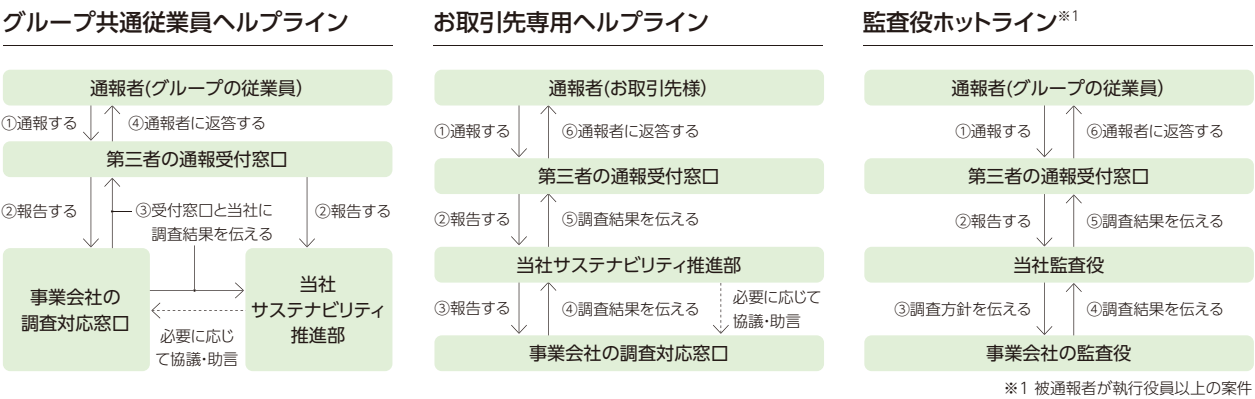 グループ共通従業員ヘルプライン
通報者(グループの従業員)
①通報する
④通報者に返答する
第三者の通報受付窓口
②報告する
③受付窓口と当社に
調査結果を伝える
②報告する
事業会社の
調査対応窓口
当社
サステナビリティ
推進部
必要に応じ
て協議・助言
お取引先専用ヘルプライン
通報者(お取引先様)
①通報する
⑥通報者に返答する
第三者の通報受付窓口
②報告する
⑤調査結果を伝える
当社サステナビリティ推進部
③報告する
④調査結果を伝える
必要に応じて
協議・助言
事業会社の調査対応窓口
監査役ホットライン※1
通報者(グループの従業員)
①通報する
⑥通報者に返答する
第三者の通報受付窓口
②報告する
⑤調査結果を伝える
当社監査役
③調査方針を伝える
④調査結果を伝える
事業会社の監査役
※1 被通報者が執行役員以上の案件